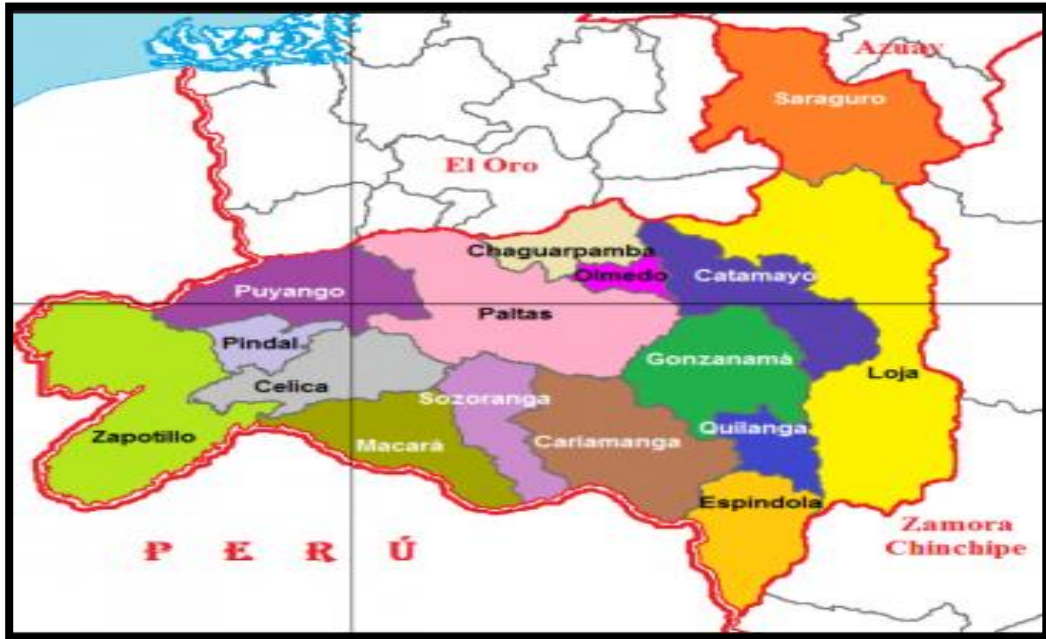 Azuay
Saraguro
El Oro
Chaguarpamba
Olmedo
Catamayo
Puyango
Paltas
Pindal
Gonzanamá
Loja
Celica
Sozoranga
Zapotillo
Macará
Cariamanga
Quilanga
Espindola
Zamora
Chinchipe
PERÚ